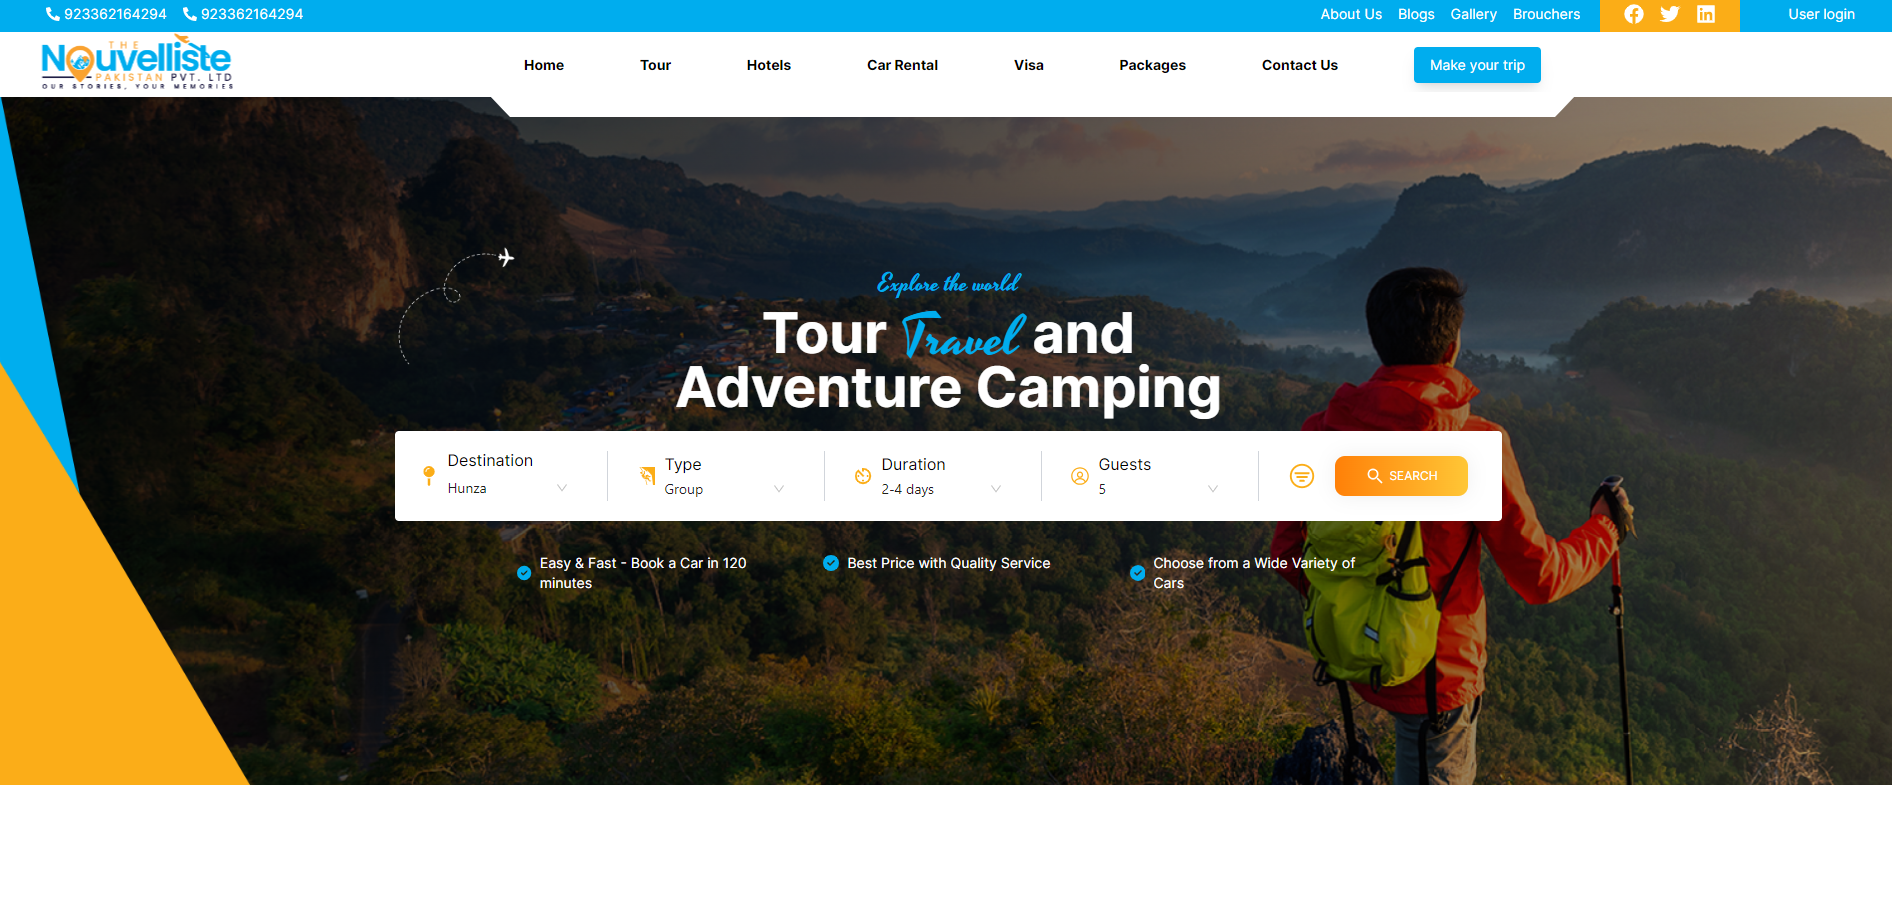 923362164294 923362164294 About Us Blogs Gallery Brouchers User login
THE
Nouvelliste
PAKISTAN PVT. LTD
OUR STORIES, YOUR MEMORIES
Home Tour Hotels Car Rental Visa Packages Contact Us Make your trip
Explore the world
Tour Travel and
Adventure Camping
Destination Type Duration Guests
Hunza Group 2-4 days 5
SEARCH
Easy & Fast - Book a Car in 120
minutes
Best Price with Quality Service
Choose from a Wide Variety of
Cars